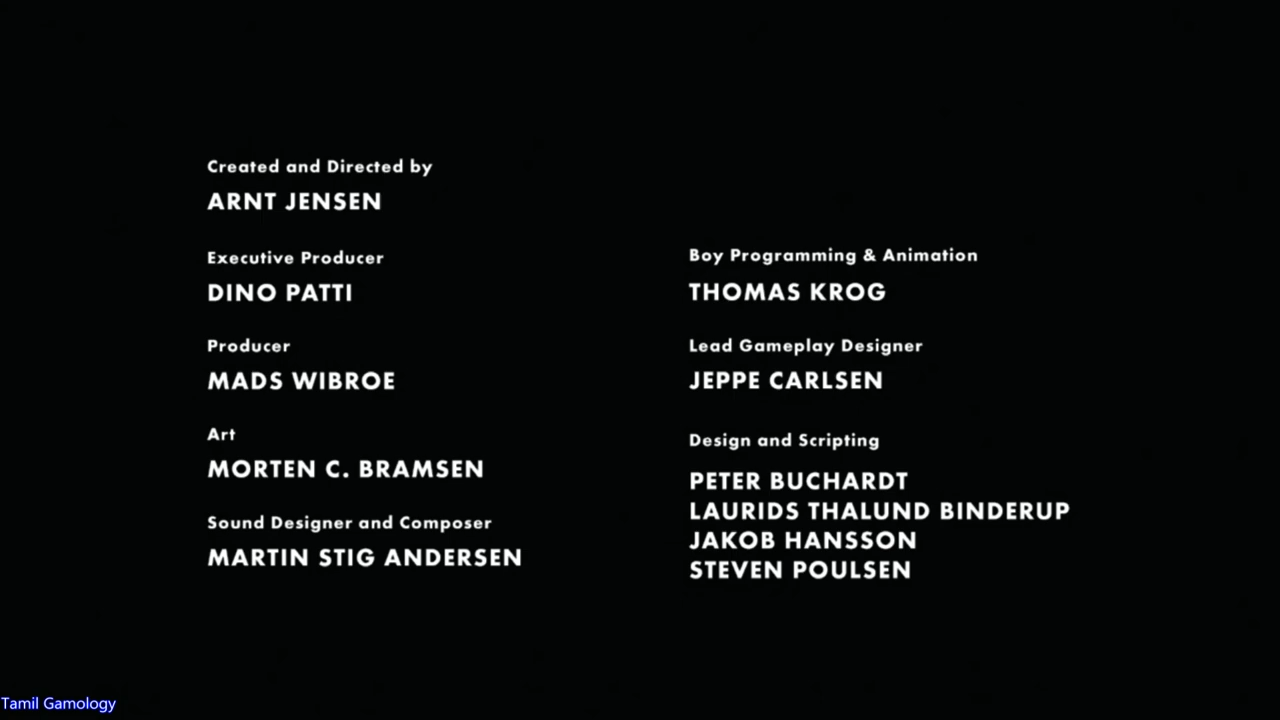 Created and Directed by
ARNT JENSEN
Executive Producer
DINO PATTI
Producer
MADS WIBROE
Art
MORTEN C. BRAMSEN
Sound Designer and Composer
MARTIN STIG ANDERSEN
Boy Programming & Animation
THOMAS KROG
Lead Gameplay Designer
JEPPE CARLSEN
Design and Scripting
PETER BUCHARDT
LAURIDS THALUND BINDERUP
JAKOB HANSSON
STEVEN POULSEN
Tamil Gamology